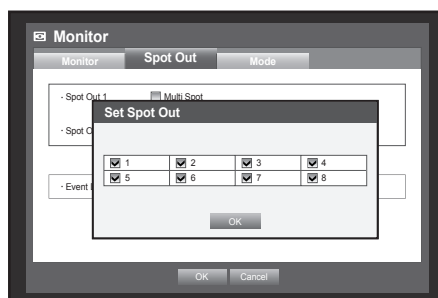 Monitor
Monitor Spot Out Mode
· Spot Out 1 Multi Spot
Set Spot Out
· Spot O
1 2 3 4
5 6 7 8
· Event
OK
OK Cancel